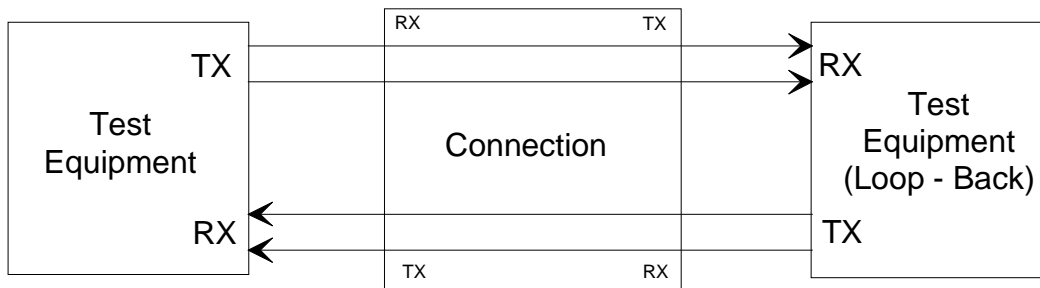 RX
TX
TX
RX
Test
Equipment
Connection
Test
Equipment
(Loop - Back)
RX
TX
TX
RX